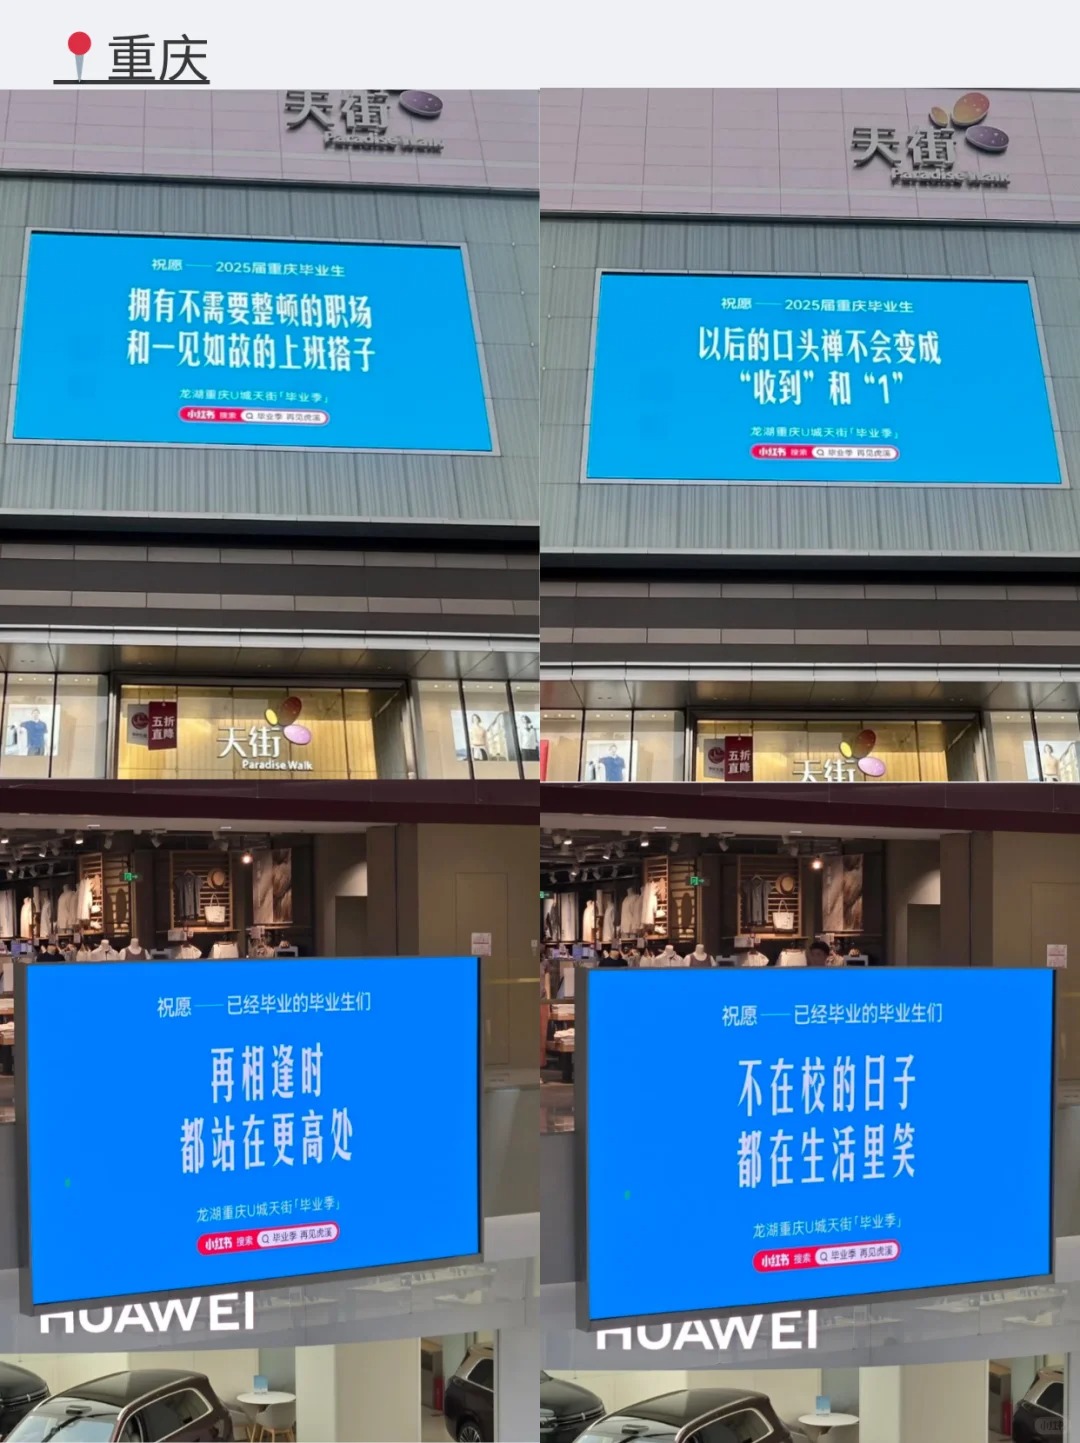 📍重庆
天街
Paradise Walk
祝愿——2025届重庆毕业生
拥有不需要整顿的职场
和一见如故的上班搭子
龙湖重庆U城天街「毕业季」
小红书 搜索 毕业季 再见虎溪
五折
直降
天街
Paradise Walk
天街
Paradise Walk
祝愿——2025届重庆毕业生
以后的口头禅不会变成
“收到”和“1”
龙湖重庆U城天街「毕业季」
小红书 搜索 毕业季 再见虎溪
五折
直降
天街
祝愿——已经毕业的毕业生们
再相逢时
都站在更高处
龙湖重庆U城天街「毕业季」
小红书 搜索 毕业季 再见虎溪
HUAWEI
祝愿——已经毕业的毕业生们
不在校的日子
都在生活里笑
龙湖重庆U城天街「毕业季」
小红书 搜索 毕业季 再见虎溪
HUAWEI
小红书